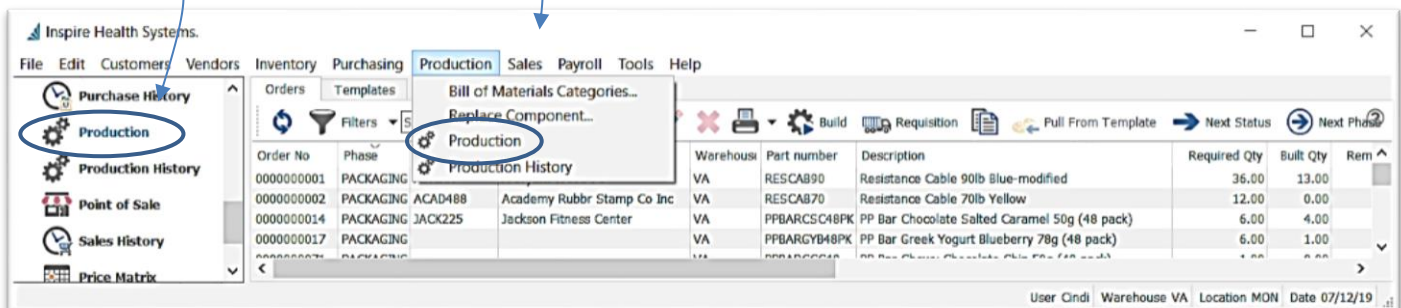 Inspire Health Systems.
File Edit Customers Vendors Inventory Purchasing Production Sales Payroll Tools Help
Purchase History
Production
Production History
Point of Sale
Sales History
Price Matrix
Orders Templates
Bill of Materials Categories...
Replace Component...
Production
Production History
Filters Build Requisition Pull From Template Next Status Next Phase
Order No Phase Warehouse Part number Description Required Qty Built Qty Rem
0000000001 PACKAGING VA RESCAB90 Resistance Cable 90lb Blue-modified 36.00 13.00
0000000002 PACKAGING ACAD488 Academy Rubbr Stamp Co Inc VA RESCAB70 Resistance Cable 70lb Yellow 12.00 0.00
0000000014 PACKAGING JACK225 Jackson Fitness Center VA PPBARCSC48PK PP Bar Chocolate Salted Caramel 50g (48 pack) 6.00 4.00
0000000017 PACKAGING VA PPBARGYB48PK PP Bar Greek Yogurt Blueberry 78g (48 pack) 6.00 1.00
User Cindi Warehouse VA Location MON Date 07/12/19